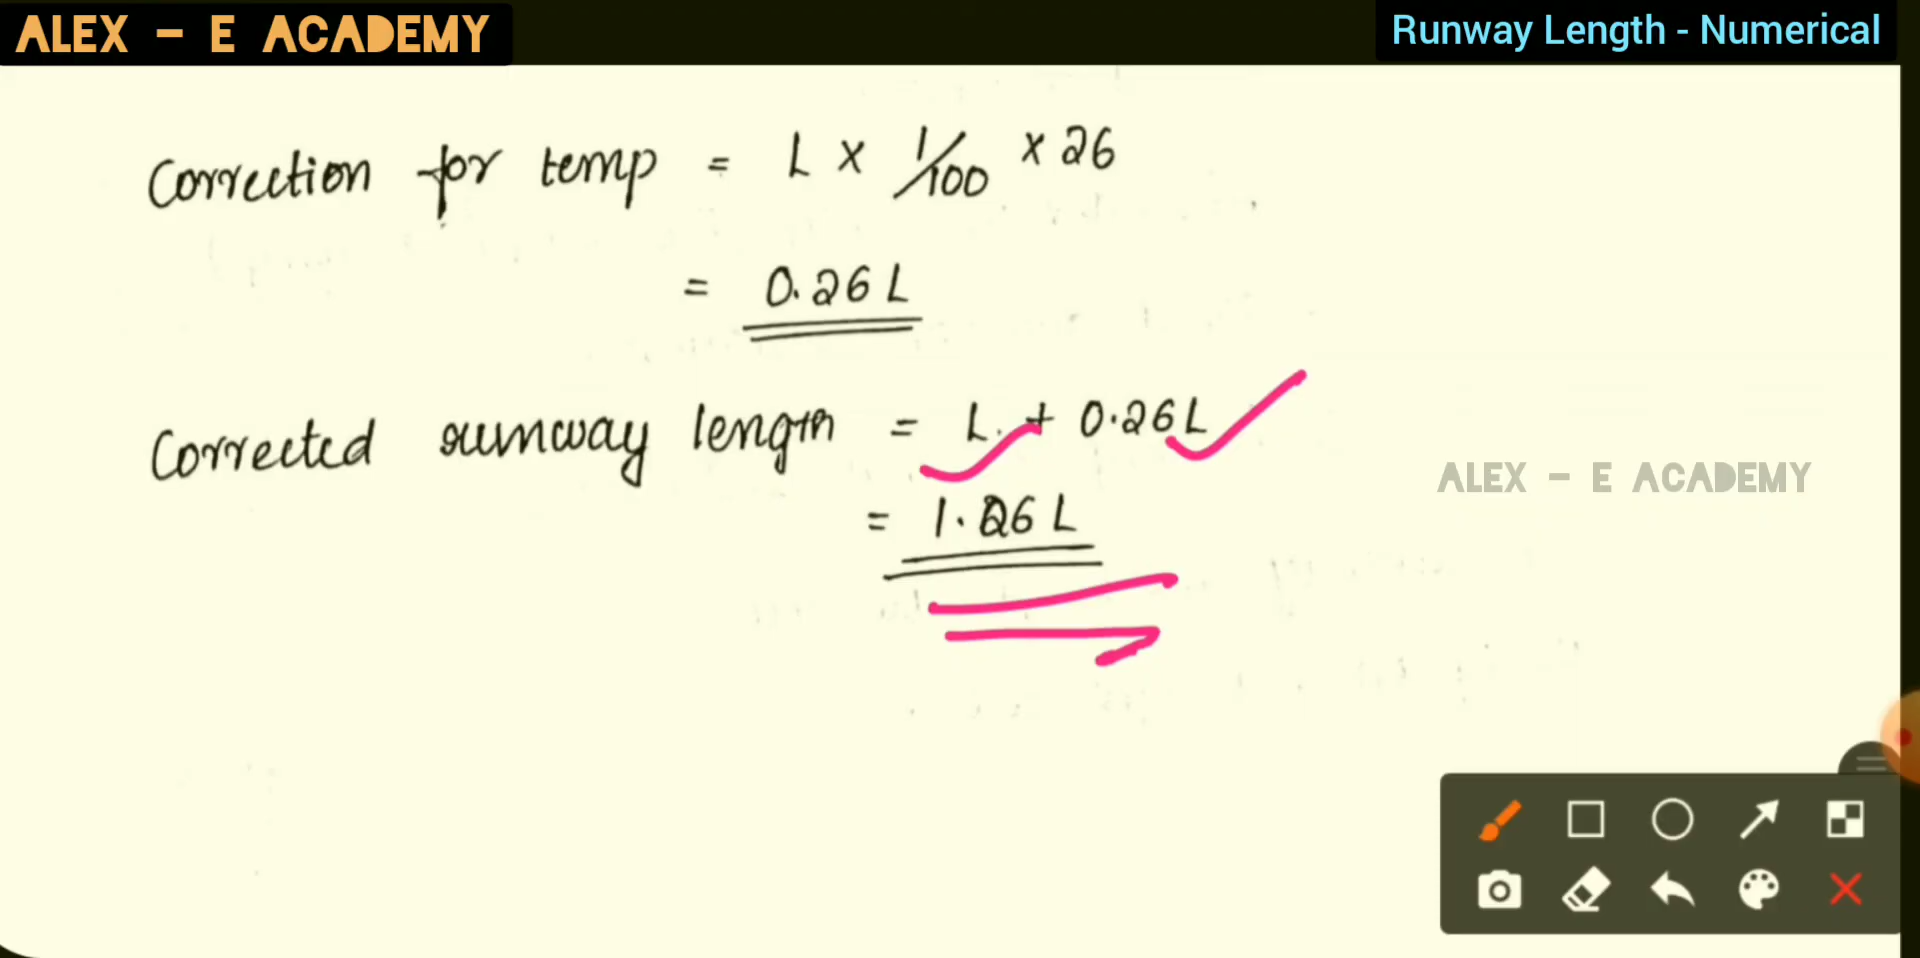 ALEX - E ACADEMY
Runway Length - Numerical
Correction for temp = L × 1/100 × 26
= 0.26 L
Corrected runway length = L + 0.26 L
= 1.26 L
ALEX - E ACADEMY